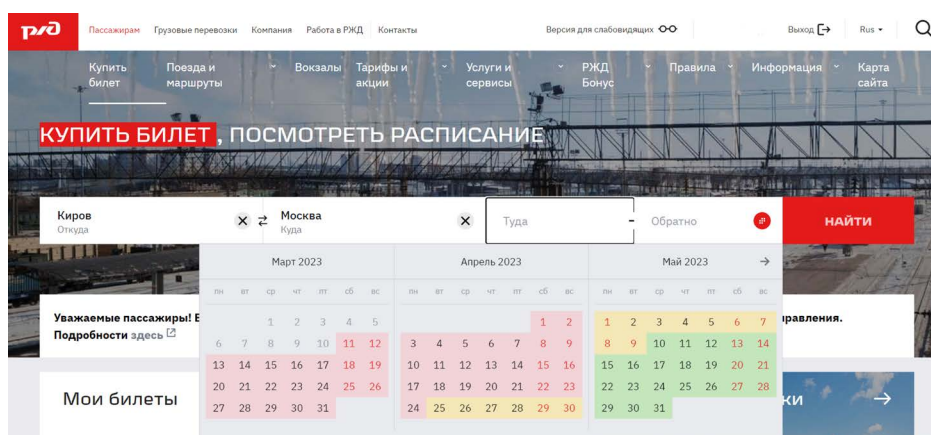 ржд
Пассажирам Грузовые перевозки Компания Работа в РЖД Контакты Версия для слабовидящих Выход Rus
Купить билет Поезда и маршруты Вокзалы Тарифы и акции Услуги и сервисы РЖД Бонус Правила Информация Карта сайта
КУПИТЬ БИЛЕТ, ПОСМОТРЕТЬ РАСПИСАНИЕ
Киров Москва Туда - Обратно НАЙТИ
Откуда Куда
Март 2023
пн вт ср чт пт сб вс
1 2 3 4 5
6 7 8 9 10 11 12
13 14 15 16 17 18 19
20 21 22 23 24 25 26
27 28 29 30 31
Апрель 2023
пн вт ср чт пт сб вс
1 2
3 4 5 6 7 8 9
10 11 12 13 14 15 16
17 18 19 20 21 22 23
24 25 26 27 28 29 30
Май 2023
пн вт ср чт пт сб вс
1 2 3 4 5 6 7
8 9 10 11 12 13 14
15 16 17 18 19 20 21
22 23 24 25 26 27 28
29 30 31
Уважаемые пассажиры! правления.
Подробности здесь
Мои билеты ки